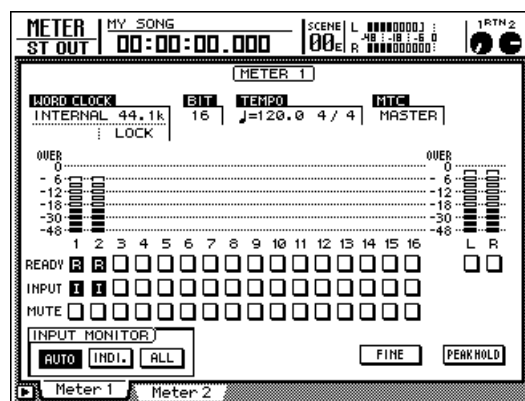 METER MY SONG SCENE L 1 RTN 2
ST OUT 00:00:00.000 00E R -48 -18 -6 0
METER 1
WORD CLOCK BIT TEMPO MTC
INTERNAL 44.1k 16 ♩=120.0 4/4 MASTER
LOCK
OVER OVER
0 0
-6 -6
-12 -12
-18 -18
-30 -30
-48 -48
1 2 3 4 5 6 7 8 9 10 11 12 13 14 15 16 L R
READY R R
INPUT I I
MUTE
INPUT MONITOR
AUTO INDI. ALL FINE PEAKHOLD
Meter 1 Meter 2